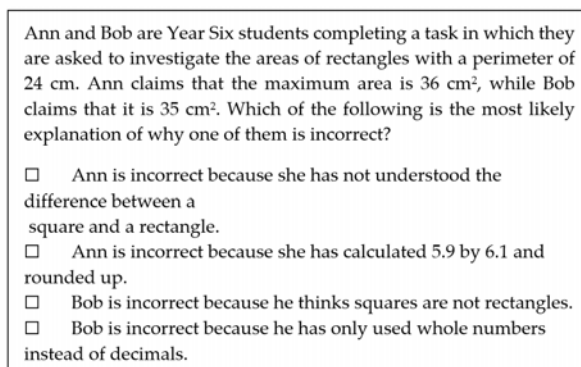 Ann and Bob are Year Six students completing a task in which they
are asked to investigate the areas of rectangles with a perimeter of
24 cm. Ann claims that the maximum area is 36 cm², while Bob
claims that it is 35 cm². Which of the following is the most likely
explanation of why one of them is incorrect?
☐ Ann is incorrect because she has not understood the
difference between a
square and a rectangle.
☐ Ann is incorrect because she has calculated 5.9 by 6.1 and
rounded up.
☐ Bob is incorrect because he thinks squares are not rectangles.
☐ Bob is incorrect because he has only used whole numbers
instead of decimals.